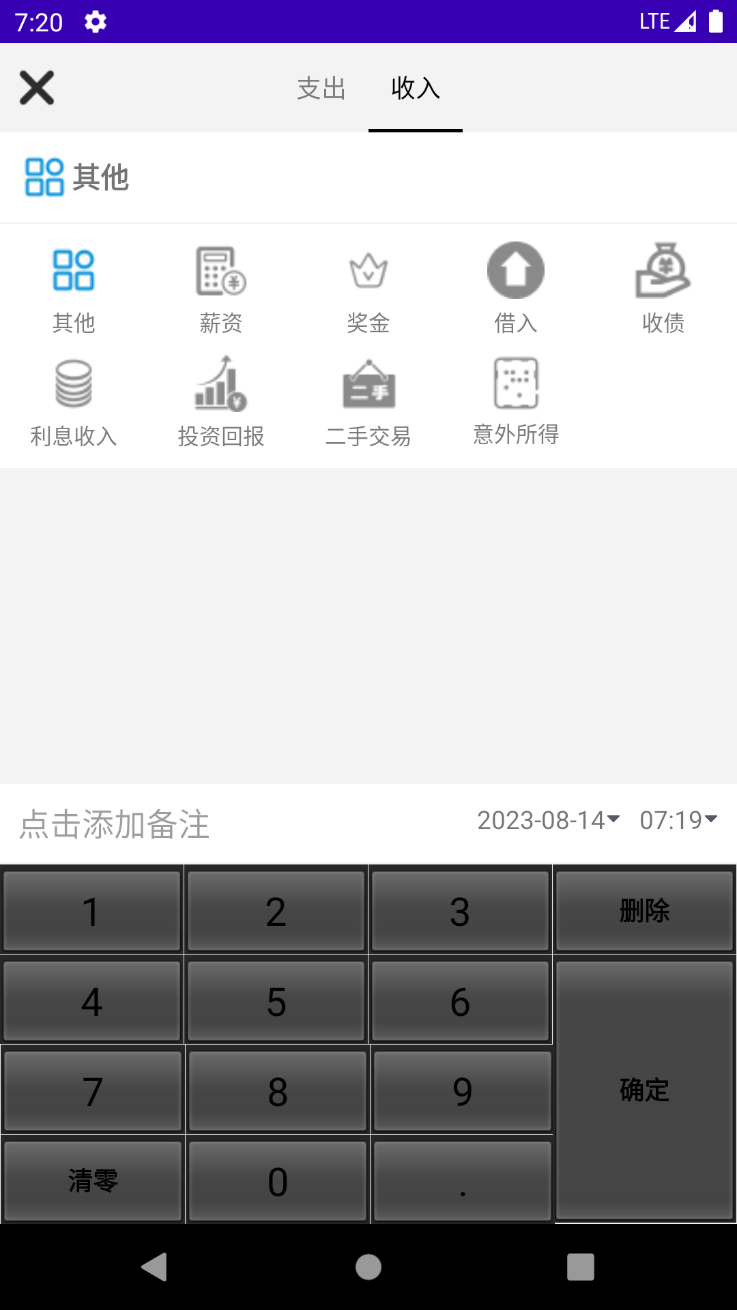 7:20 LTE
支出 收入
其他
其他 薪资 奖金 借入 收债
二手
利息收入 投资回报 二手交易 意外所得
点击添加备注 2023-08-14 07:19
1 2 3 删除
4 5 6
7 8 9 确定
清零 0 .